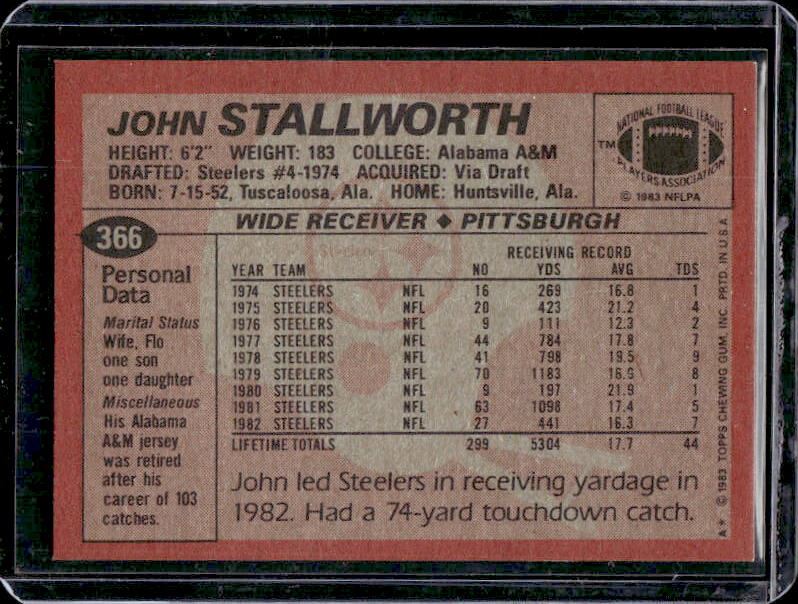 JOHN STALLWORTH
HEIGHT: 6'2" WEIGHT: 183 COLLEGE: Alabama A&M
DRAFTED: Steelers #4-1974 ACQUIRED: Via Draft
BORN: 7-15-52, Tuscaloosa, Ala. HOME: Huntsville, Ala.
NATIONAL FOOTBALL LEAGUE
PLAYERS ASSOCIATION
TM
© 1983 NFLPA
366
WIDE RECEIVER ♦ PITTSBURGH
Personal
Data
Marital Status
Wife, Flo
one son
one daughter
Miscellaneous
His Alabama
A&M jersey
was retired
after his
career of 103
catches.
Steelers
RECEIVING RECORD
YEAR TEAM NO YDS AVG TDS
1974 STEELERS NFL 16 269 16.8 1
1975 STEELERS NFL 20 423 21.2 4
1976 STEELERS NFL 9 111 12.3 2
1977 STEELERS NFL 44 784 17.8 7
1978 STEELERS NFL 41 798 19.5 9
1979 STEELERS NFL 70 1183 16.9 8
1980 STEELERS NFL 9 197 21.9 1
1981 STEELERS NFL 63 1098 17.4 5
1982 STEELERS NFL 27 441 16.3 7
LIFETIME TOTALS 299 5304 17.7 44
John led Steelers in receiving yardage in
1982. Had a 74-yard touchdown catch.
A* © 1983 TOPPS CHEWING GUM, INC. PRTD. IN U.S.A.